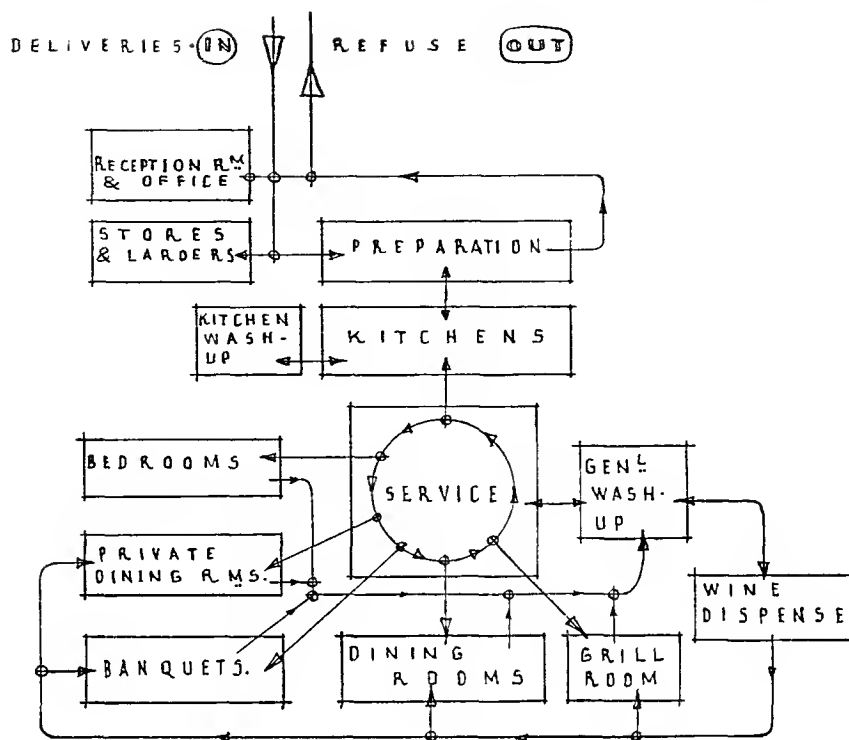 DELIVERIES·IN REFUSE OUT
RECEPTION RM
& OFFICE
STORES
& LARDERS
PREPARATION
KITCHEN
WASH-
UP
KITCHENS
BEDROOMS
SERVICE
GENL
WASH-
UP
PRIVATE
DINING RMS.
WINE
DISPENSE
BANQUETS.
DINING
ROOMS
GRILL
ROOM